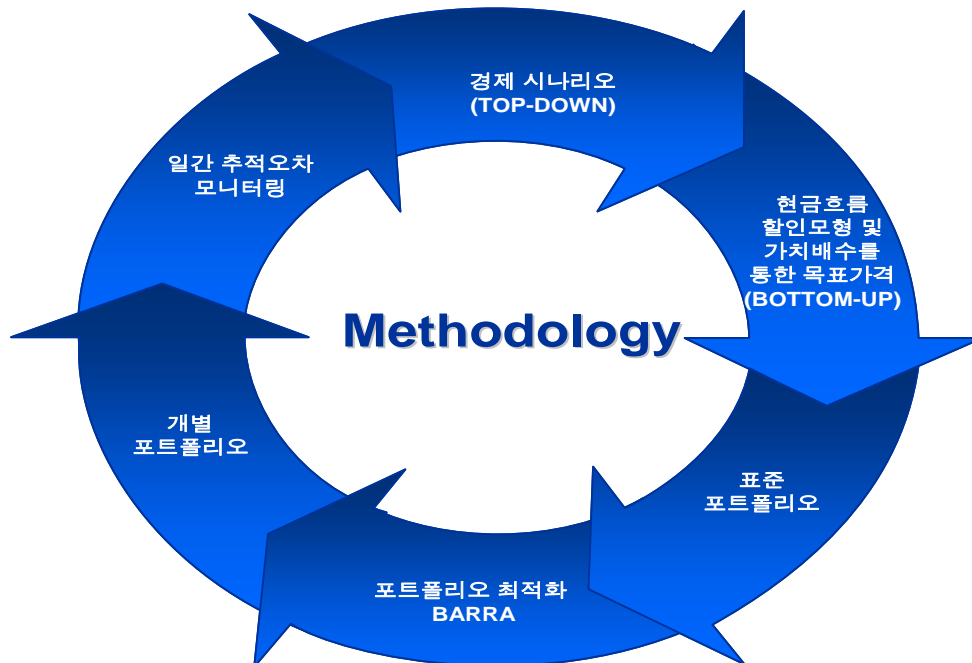 경제 시나리오
(TOP-DOWN)
현금흐름
할인모형 및
가치배수를
통한 목표가격
(BOTTOM-UP)
표준
포트폴리오
포트폴리오 최적화
BARRA
개별
포트폴리오
일간 추적오차
모니터링
Methodology